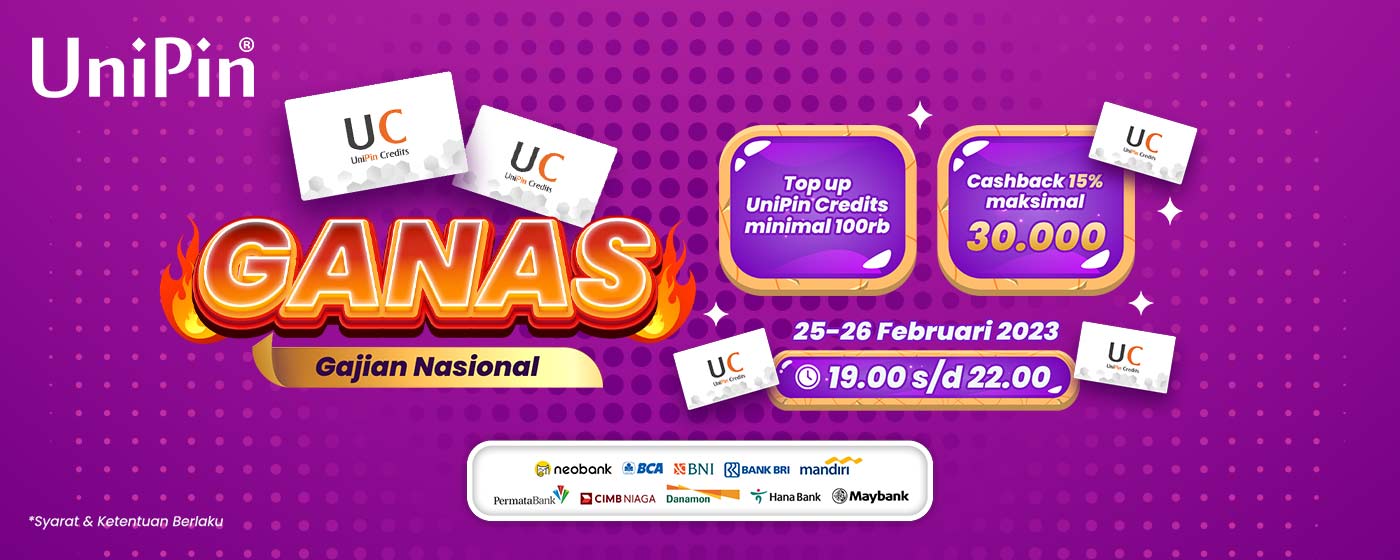 UniPin®
UC
UniPin Credits
UC
UniPin Credits
GANAS
Gajian Nasional
Top up
UniPin Credits
minimal 100rb
Cashback 15%
maksimal
30.000
UC
UniPin Credits
25-26 Februari 2023
19.00 s/d 22.00
UC
UniPin Credits
UC
UniPin Credits
neobank BCA BNI BANK BRI mandiri
PermataBank CIMB NIAGA Danamon Hana Bank Maybank
*Syarat & Ketentuan Berlaku